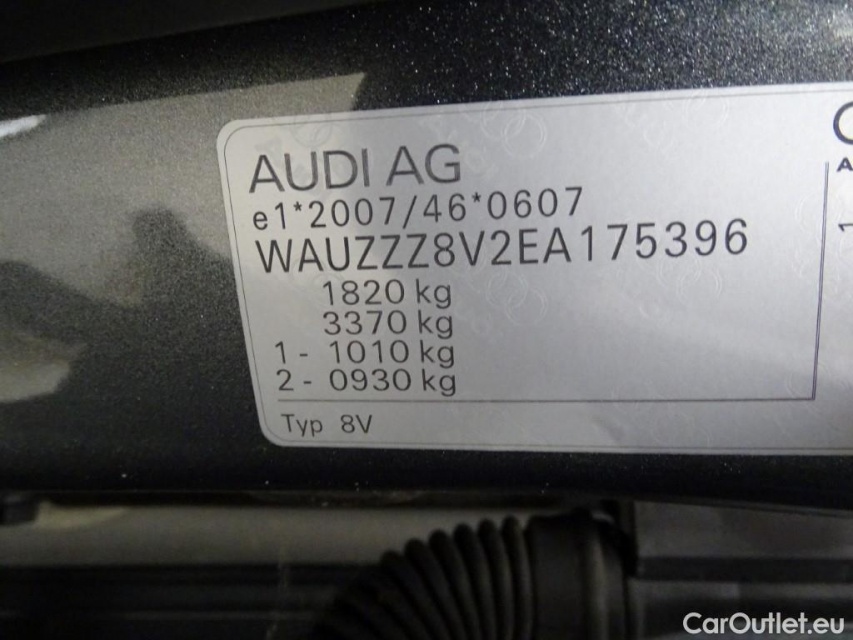 AUDI AG
e1*2007/46*0607
WAUZZZ8V2EA175396
1820 kg
3370 kg
1 - 1010 kg
2 - 0930 kg
Typ 8V
CarOutlet.eu